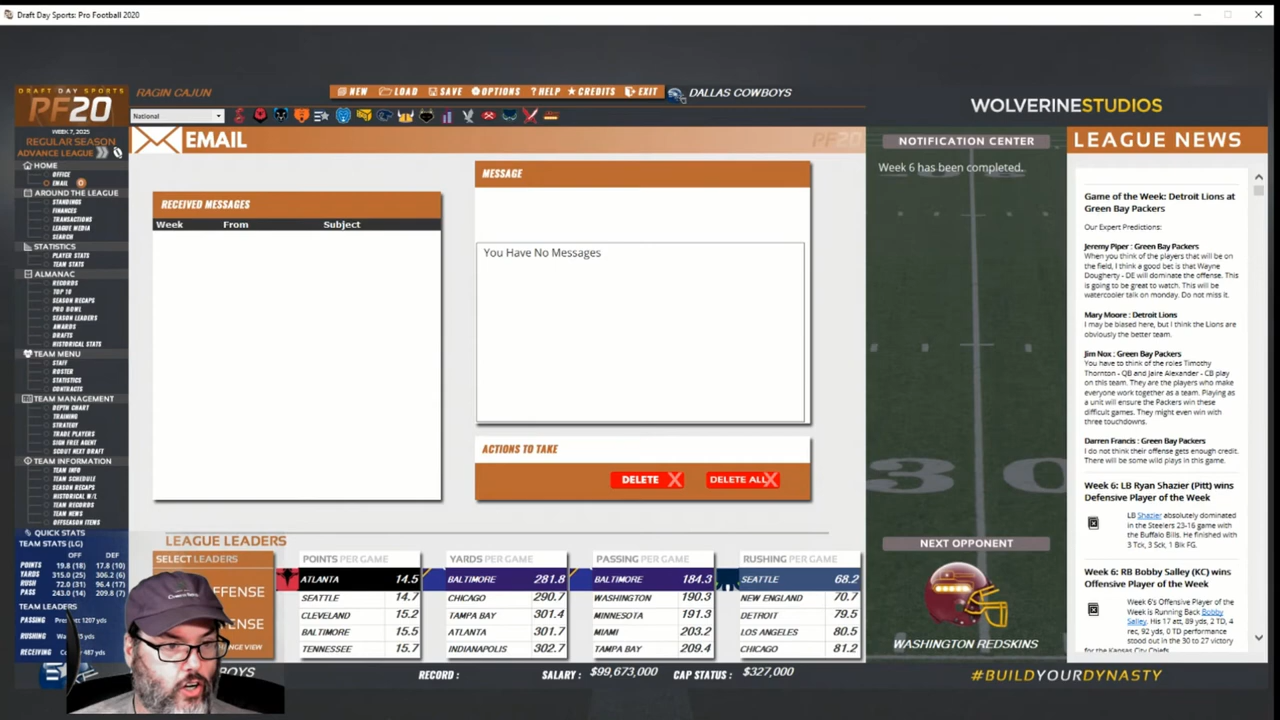 Draft Day Sports: Pro Football 2020
DRAFT DAY SPORTS
PF20
WEEK 7, 2025
REGULAR SEASON
ADVANCE LEAGUE
RAGIN CAJUN
NEW LOAD SAVE OPTIONS ? HELP CREDITS EXIT
DALLAS COWBOYS
National
HOME
OFFICE
EMAIL 0
AROUND THE LEAGUE
STANDINGS
FINANCES
TRANSACTIONS
LEAGUE MEDIA
SEARCH
STATISTICS
PLAYER STATS
TEAM STATS
ALMANAC
RECORDS
TOP 10
SEASON RECAPS
PRO BOWL
SEASON LEADERS
AWARDS
DRAFTS
HISTORICAL STATS
TEAM MENU
STAFF
ROSTER
STATISTICS
CONTRACTS
TEAM MANAGEMENT
DEPTH CHART
TRAINING
STRATEGY
TRADE PLAYERS
SIGN FREE AGENT
SCOUT NEXT DRAFT
TEAM INFORMATION
TEAM INFO
TEAM SCHEDULE
SEASON RECAPS
HISTORICAL W/L
TEAM RECORDS
TEAM NEWS
OFFSEASON ITEMS
QUICK STATS
TEAM STATS (LG)
OFF DEF
POINTS 19.8 (18) 17.8 (10)
YARDS 315.0 (25) 306.2 (6)
RUSH 72.0 (31) 96.4 (17)
PASS 243.0 (14) 209.8 (7)
TEAM LEADERS
PASSING 1207 yds
RUSHING yds
RECEIVING 487 yds
EMAIL
PF20
RECEIVED MESSAGES
Week From Subject
MESSAGE
You Have No Messages
ACTIONS TO TAKE
DELETE X DELETE ALL X
LEAGUE LEADERS
SELECT LEADERS
OFFENSE
DEFENSE
CHANGE VIEW
POINTS PER GAME
ATLANTA 14.5
SEATTLE 14.7
CLEVELAND 15.2
BALTIMORE 15.5
TENNESSEE 15.7
YARDS PER GAME
BALTIMORE 281.8
CHICAGO 290.7
TAMPA BAY 301.4
ATLANTA 301.7
INDIANAPOLIS 302.7
PASSING PER GAME
BALTIMORE 184.3
WASHINGTON 190.3
MINNESOTA 191.3
MIAMI 203.2
TAMPA BAY 209.4
RUSHING PER GAME
SEATTLE 68.2
NEW ENGLAND 70.7
DETROIT 79.5
LOS ANGELES 80.5
CHICAGO 81.2
RECORD : SALARY : $99,673,000 CAP STATUS : $327,000
WOLVERINESTUDIOS
NOTIFICATION CENTER
Week 6 has been completed.
3 0
NEXT OPPONENT
WASHINGTON REDSKINS
LEAGUE NEWS
Game of the Week: Detroit Lions at
Green Bay Packers
Our Expert Predictions:
Jeremy Piper : Green Bay Packers
When you think of the players that will be on
the field, I think a good bet is that Wayne
Dougherty - DE will dominate the offense. This
is going to be great to watch. This will be
watercooler talk on monday. Do not miss it.
Mary Moore : Detroit Lions
I may be biased here, but I think the Lions are
obviously the better team.
Jim Nox : Green Bay Packers
You have to think of the roles Timothy
Thornton - QB and Jaire Alexander - CB play
on this team. They are the players who make
everyone work together as a team. Playing as
a unit will ensure the Packers win these
difficult games. They might even win with
three touchdowns.
Darren Francis : Green Bay Packers
I do not think their offense gets enough credit.
There will be some wild plays in this game.
Week 6: LB Ryan Shazier (Pitt) wins
Defensive Player of the Week
LB Shazier absolutely dominated
in the Steelers 23-16 game with
the Buffalo Bills. He finished with
3 Tck, 3 Sck, 1 Blk FG.
Week 6: RB Bobby Salley (KC) wins
Offensive Player of the Week
Week 6's Offensive Player of
the Week is Running Back Bobby
Salley. His 17 att, 89 yds, 2 TD, 4
rec, 92 yds, 0 TD performance
stood out in the 30 to 27 victory
for the Kansas City Chiefs.
#BUILDYOURDYNASTY